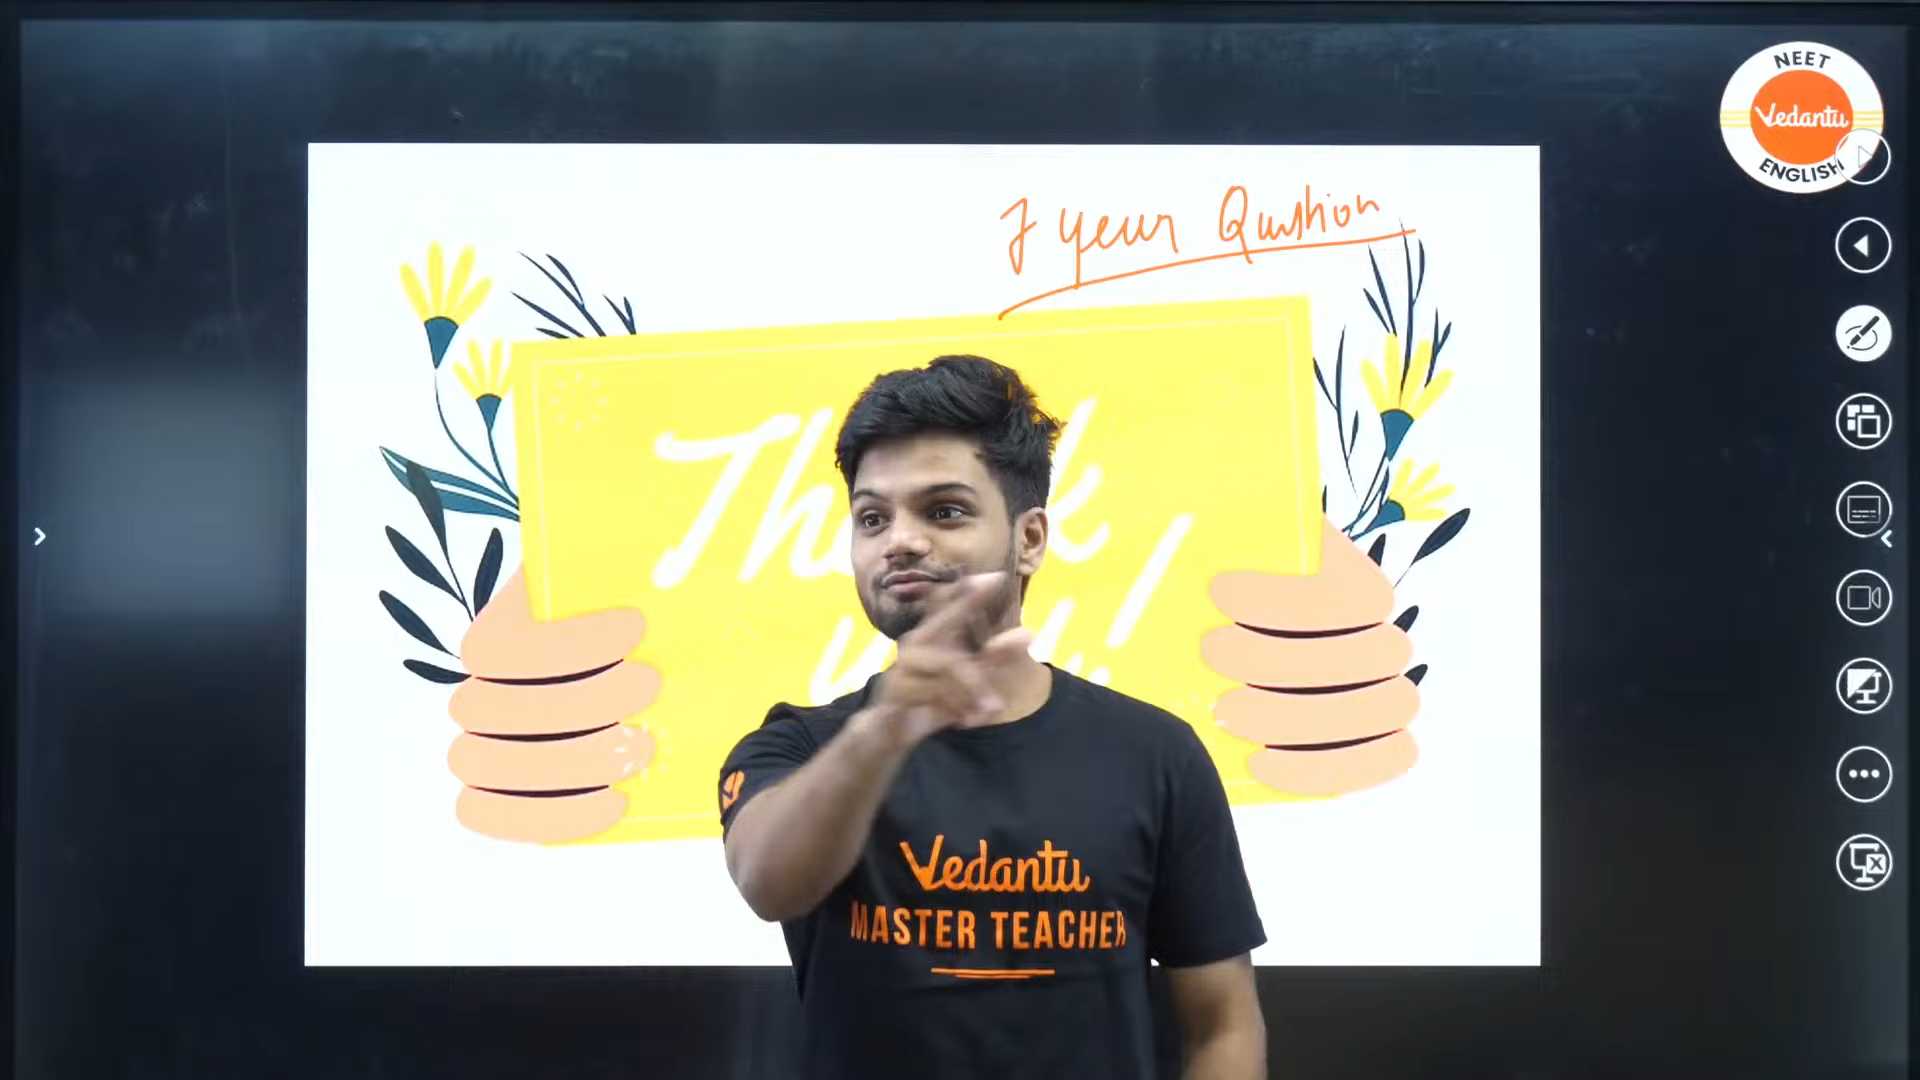 NEET
Vedantu
ENGLISH
7 year Question
Vedantu
MASTER TEACHER